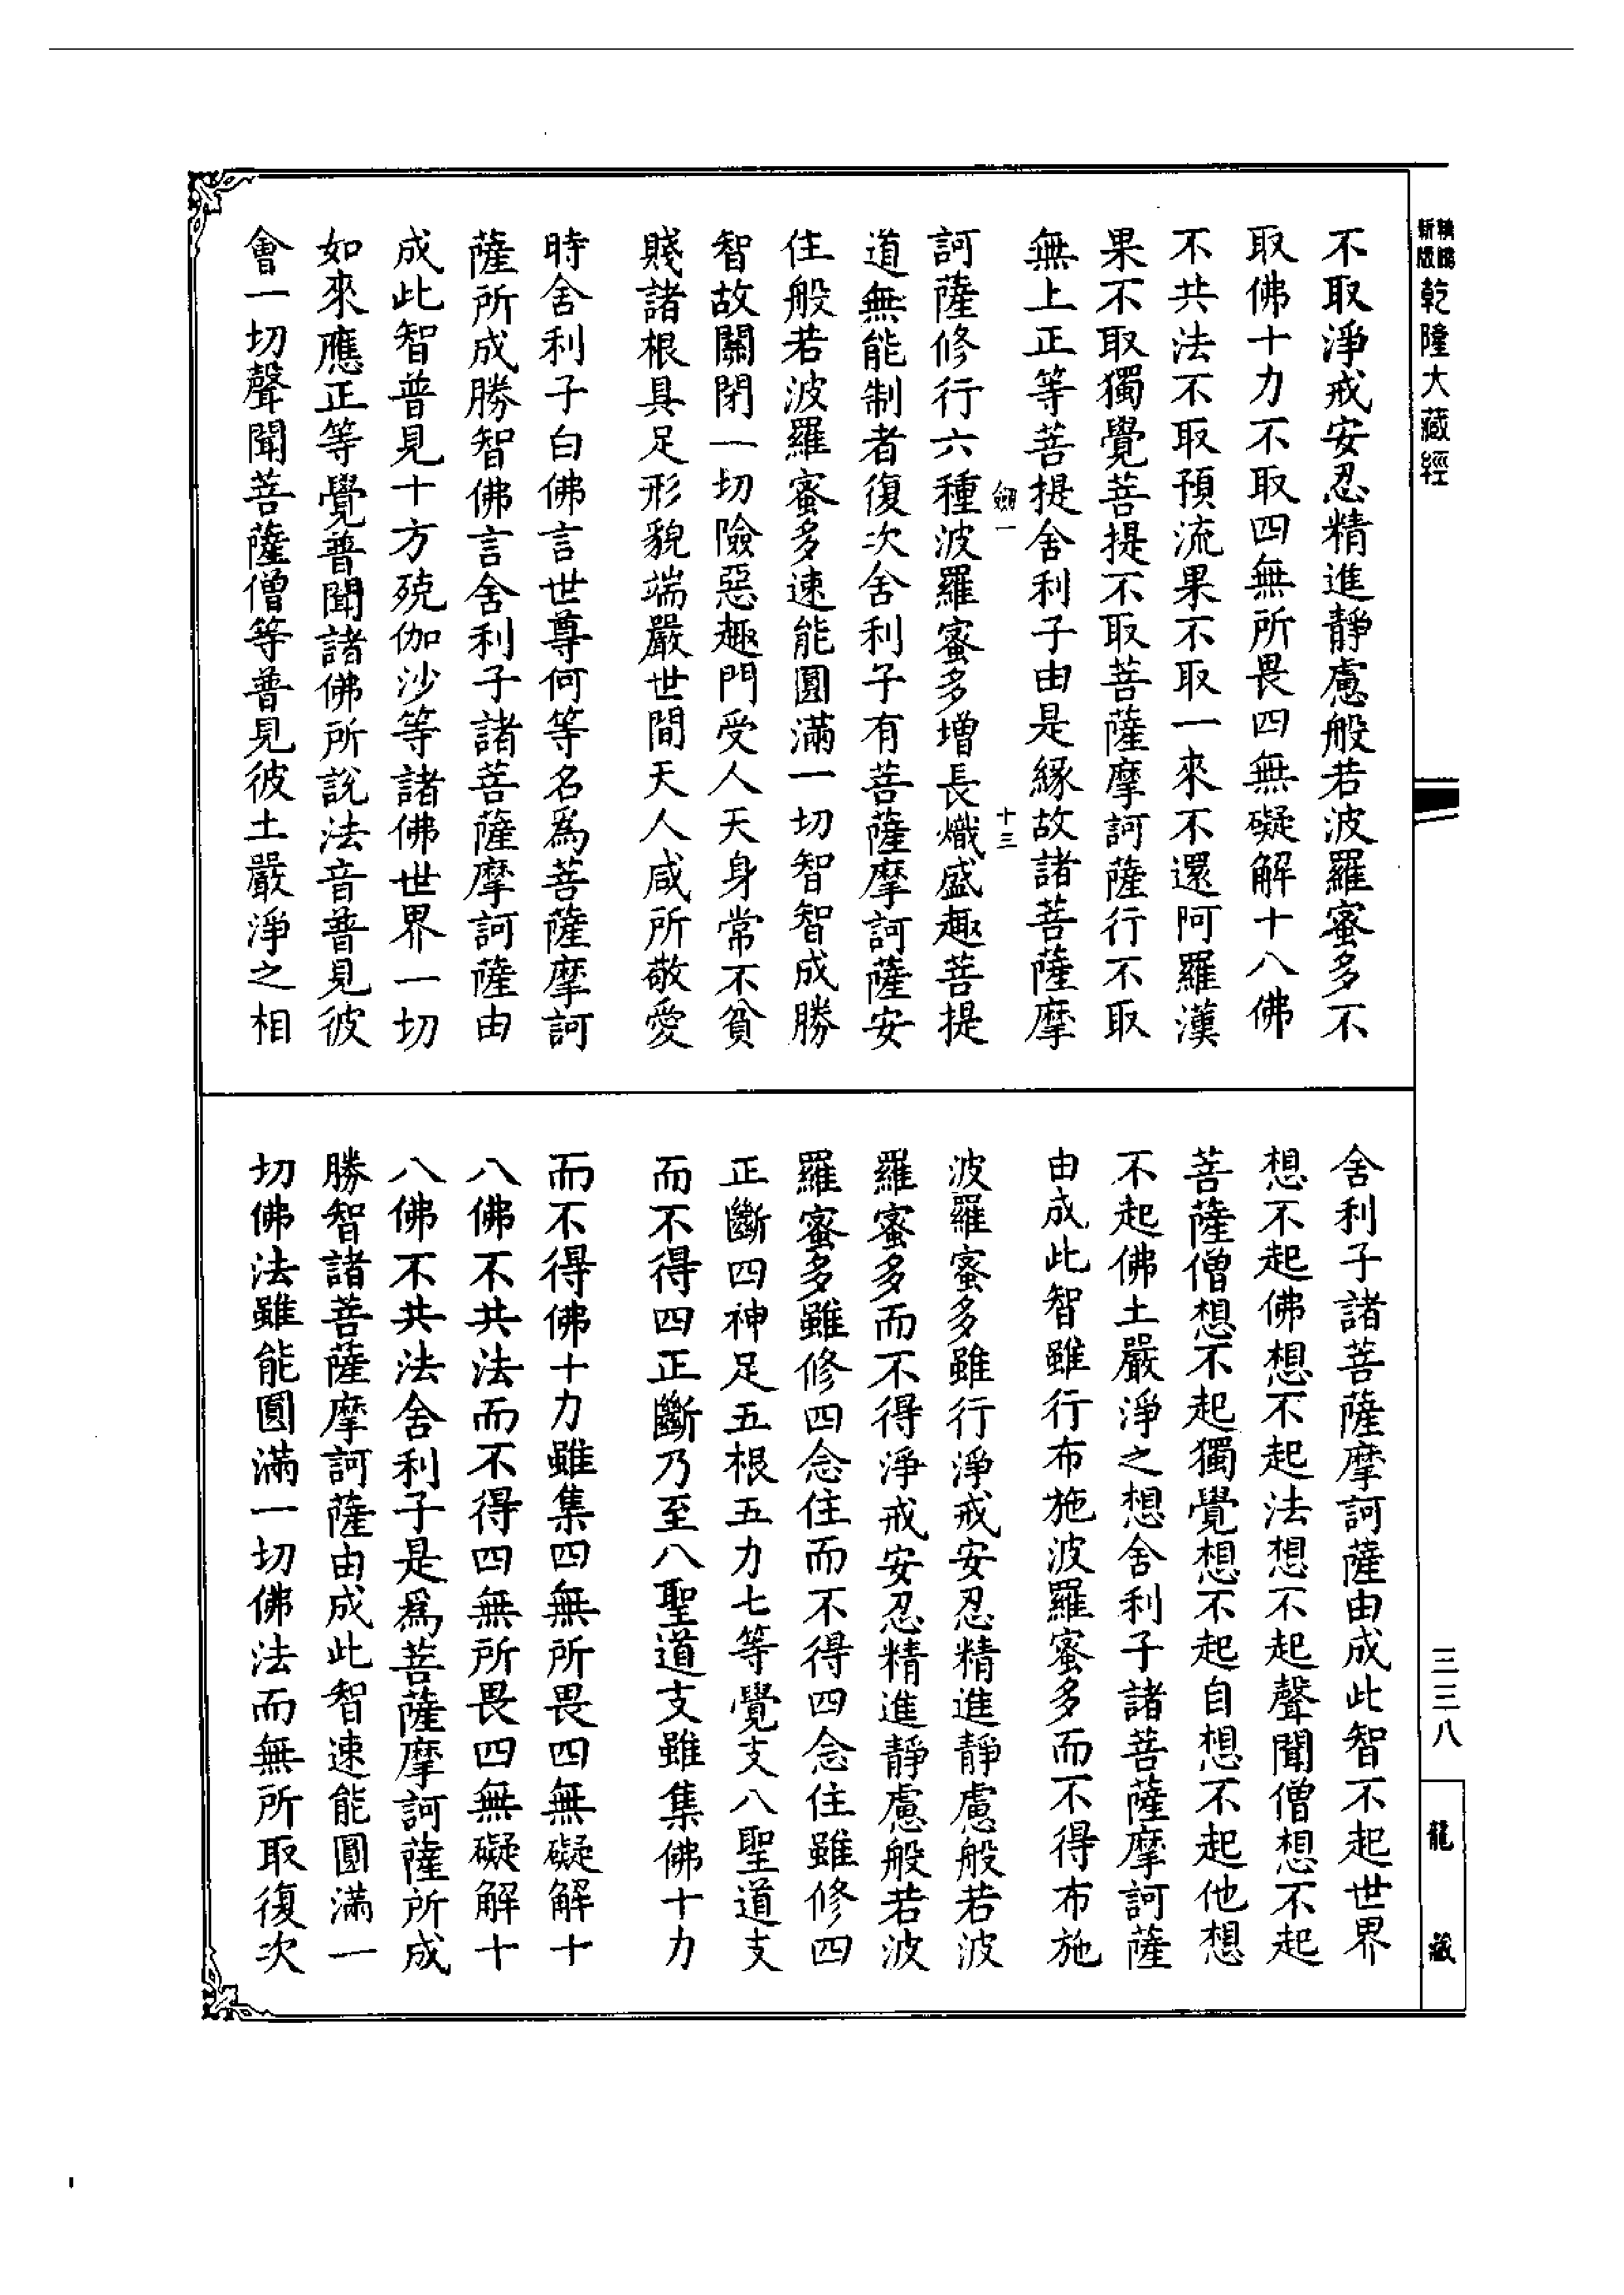 新版
乾隆大藏經
不取淨戒安忍精進靜慮般若波羅蜜多不
取佛十力不取四無所畏四無礙解十八佛
不共法不取預流果不取一來不還阿羅漢
果不取獨覺菩提不取菩薩摩訶薩行不取
無上正等菩提舍利子由是緣故諸菩薩摩
十三
訶薩修行六種波羅蜜多增長熾盛趣菩提
道無能制者復次舍利子有菩薩摩訶薩安
住般若波羅蜜多速能圓滿一切智智成勝
智故關閉一切險惡趣門受人天身常不貧
賤諸根具足形貌端嚴世間天人咸所敬愛
時舍利子白佛言世尊何等名為菩薩摩訶
薩所成勝智佛言舍利子諸菩薩摩訶薩由
成此智普見十方殑伽沙等諸佛世界一切
如來應正等覺普聞諸佛所說法音普見彼
會一切聲聞菩薩僧等普見彼土嚴淨之相
舍利子諸菩薩摩訶薩由成此智不起世界
想不起佛想不起法想不起聲聞僧想不起
菩薩僧想不起獨覺想不起自想不起他想
不起佛土嚴淨之想舍利子諸菩薩摩訶薩
由成此智雖行布施波羅蜜多而不得布施
波羅蜜多雖行淨戒安忍精進靜慮般若波
羅蜜多而不得淨戒安忍精進靜慮般若波
羅蜜多雖修四念住而不得四念住雖修四
正斷四神足五根五力七等覺支八聖道支
而不得四正斷乃至八聖道支雖集佛十力
而不得佛十力雖集四無所畏四無礙解十
八佛不共法而不得四無所畏四無礙解十
八佛不共法舍利子是爲菩薩摩訶薩所成
勝智諸菩薩摩訶薩由成此智速能圓滿一
切佛法雖能圓滿一切佛法而無所取復次
三三八
龍藏